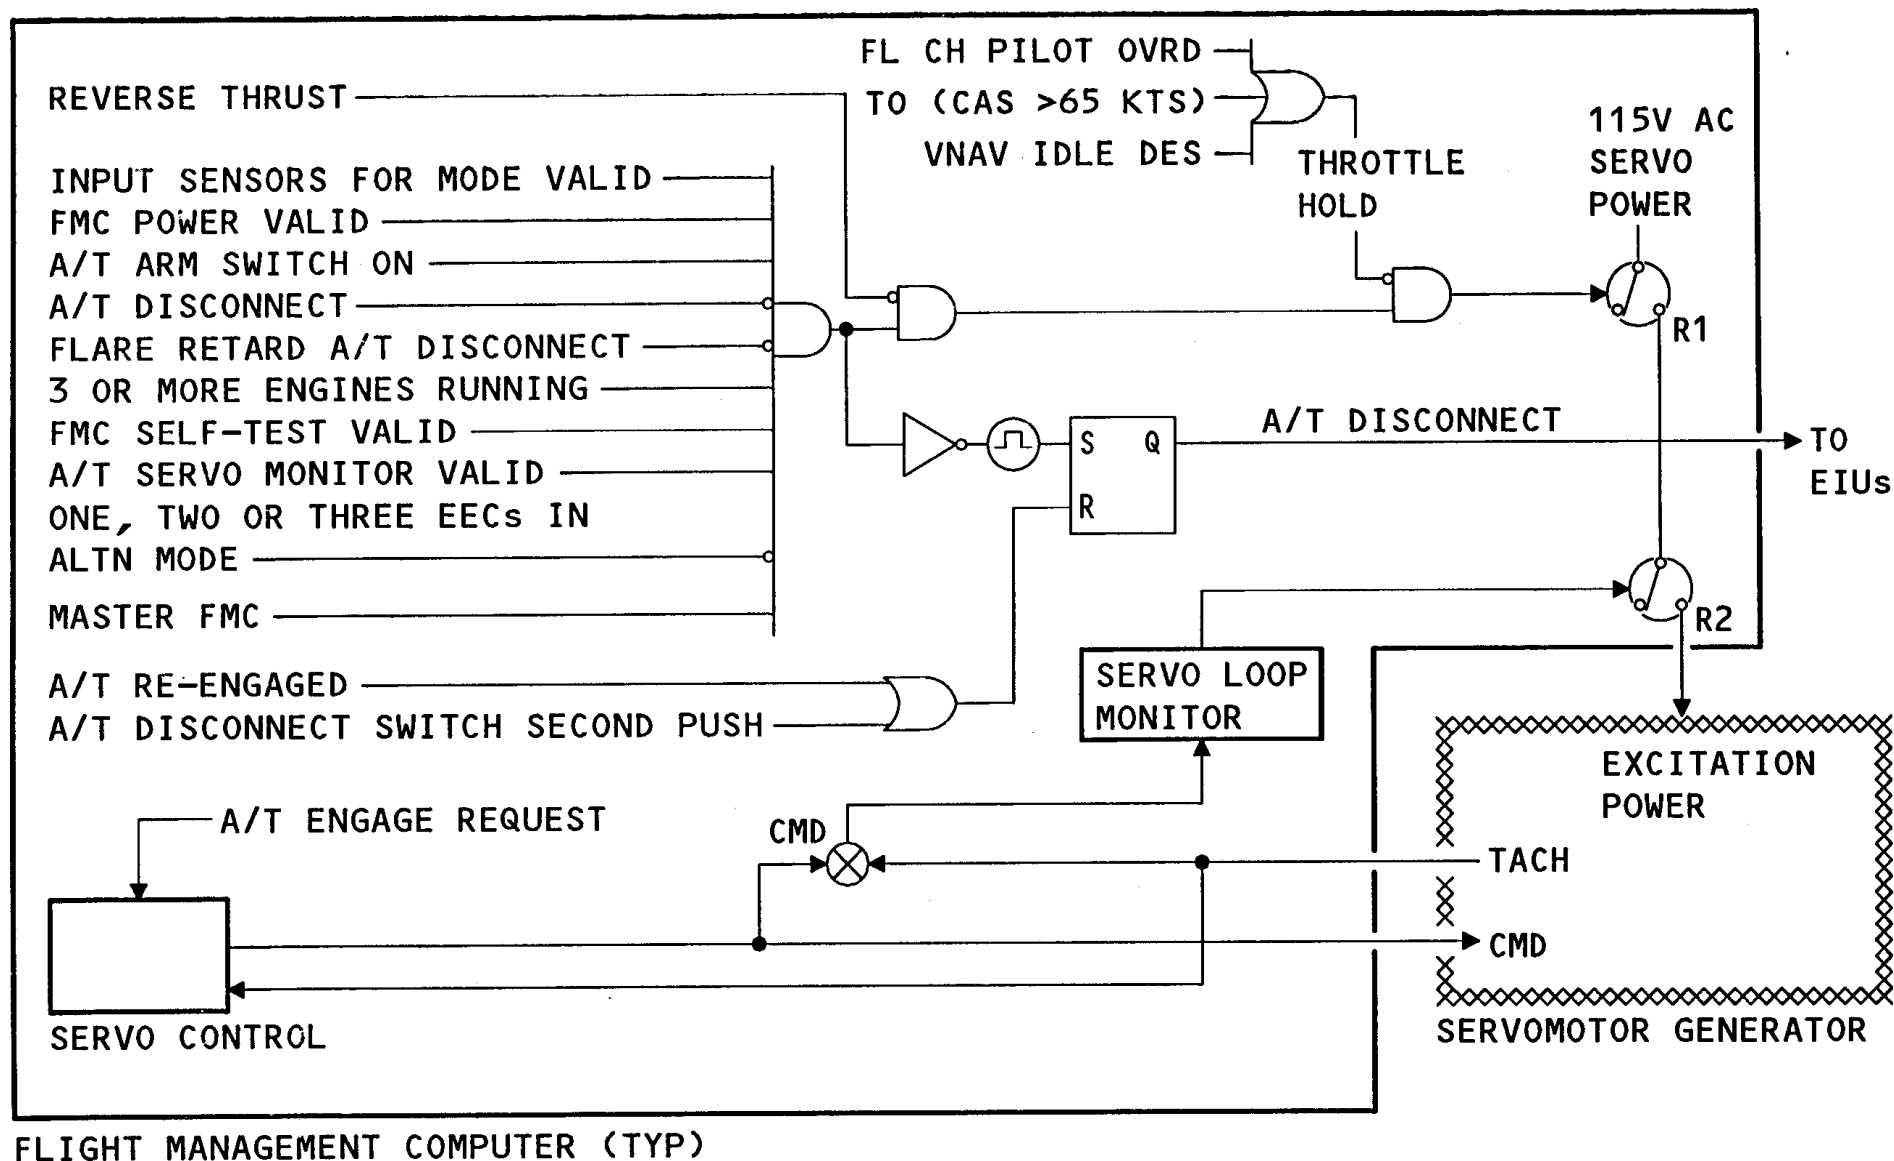 FL CH PILOT OVRD
REVERSE THRUST
TO (CAS >65 KTS)
VNAV IDLE DES
THROTTLE
HOLD
115V AC
SERVO
POWER
INPUT SENSORS FOR MODE VALID
FMC POWER VALID
A/T ARM SWITCH ON
A/T DISCONNECT
FLARE RETARD A/T DISCONNECT
3 OR MORE ENGINES RUNNING
FMC SELF-TEST VALID
A/T SERVO MONITOR VALID
ONE, TWO OR THREE EECs IN
ALTN MODE
MASTER FMC
R1
S Q
R
A/T DISCONNECT
TO
EIUs
R2
A/T RE-ENGAGED
A/T DISCONNECT SWITCH SECOND PUSH
SERVO LOOP
MONITOR
EXCITATION
POWER
A/T ENGAGE REQUEST
CMD
TACH
CMD
SERVO CONTROL
SERVOMOTOR GENERATOR
FLIGHT MANAGEMENT COMPUTER (TYP)